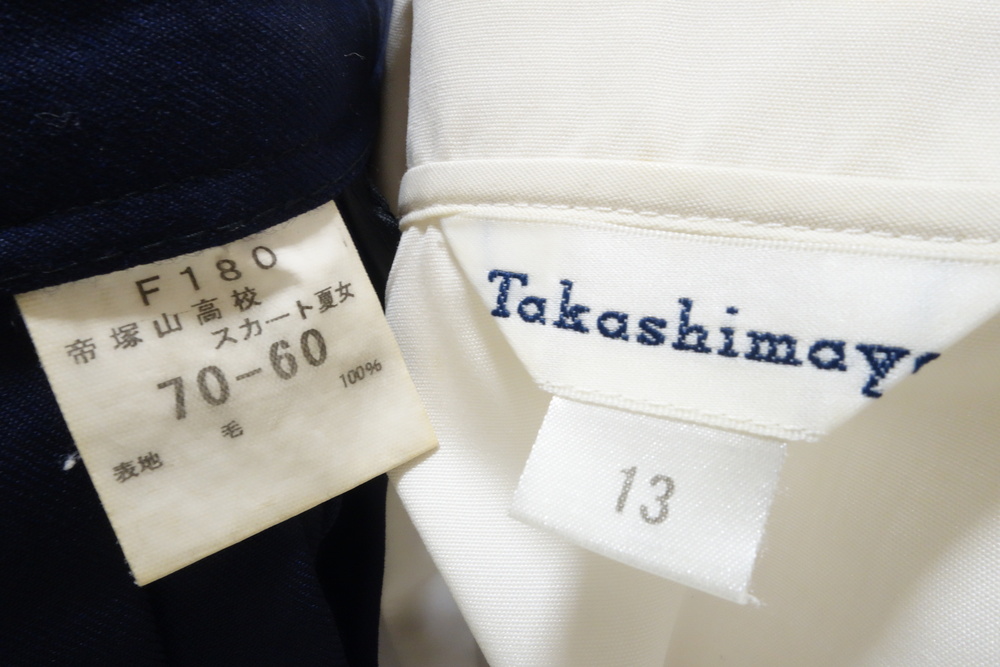 F180
帝塚山高校
スカート夏女
70-60
100%
毛
表地
Takashimaya
13